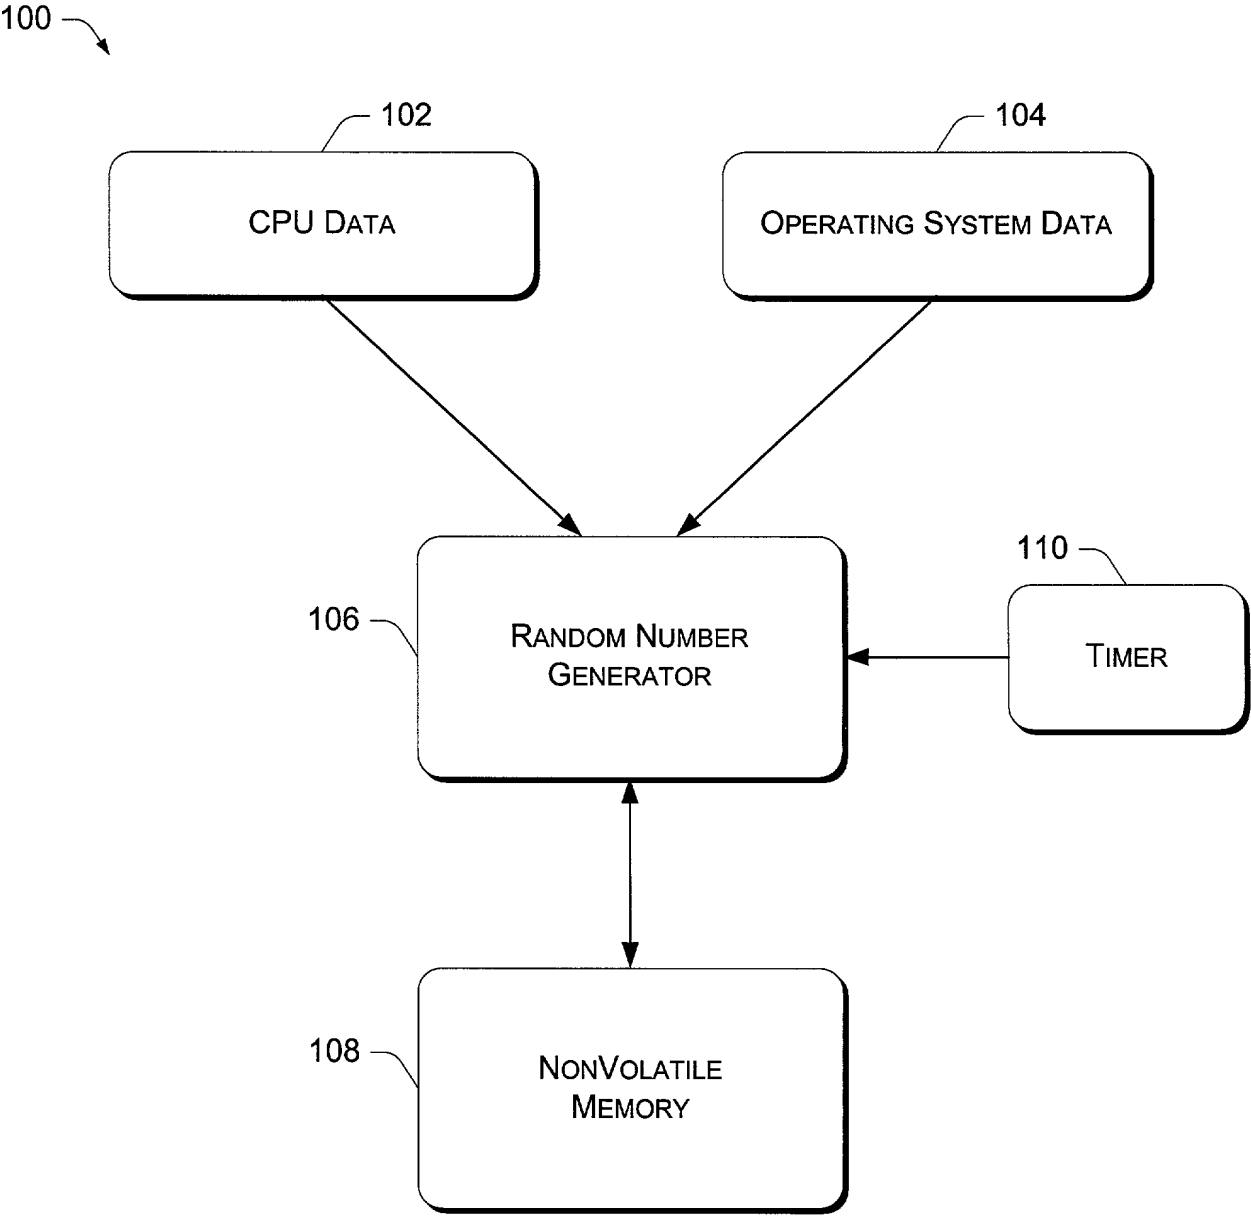 100
102
104
CPU DATA
OPERATING SYSTEM DATA
110
106
RANDOM NUMBER
GENERATOR
TIMER
108
NONVOLATILE
MEMORY